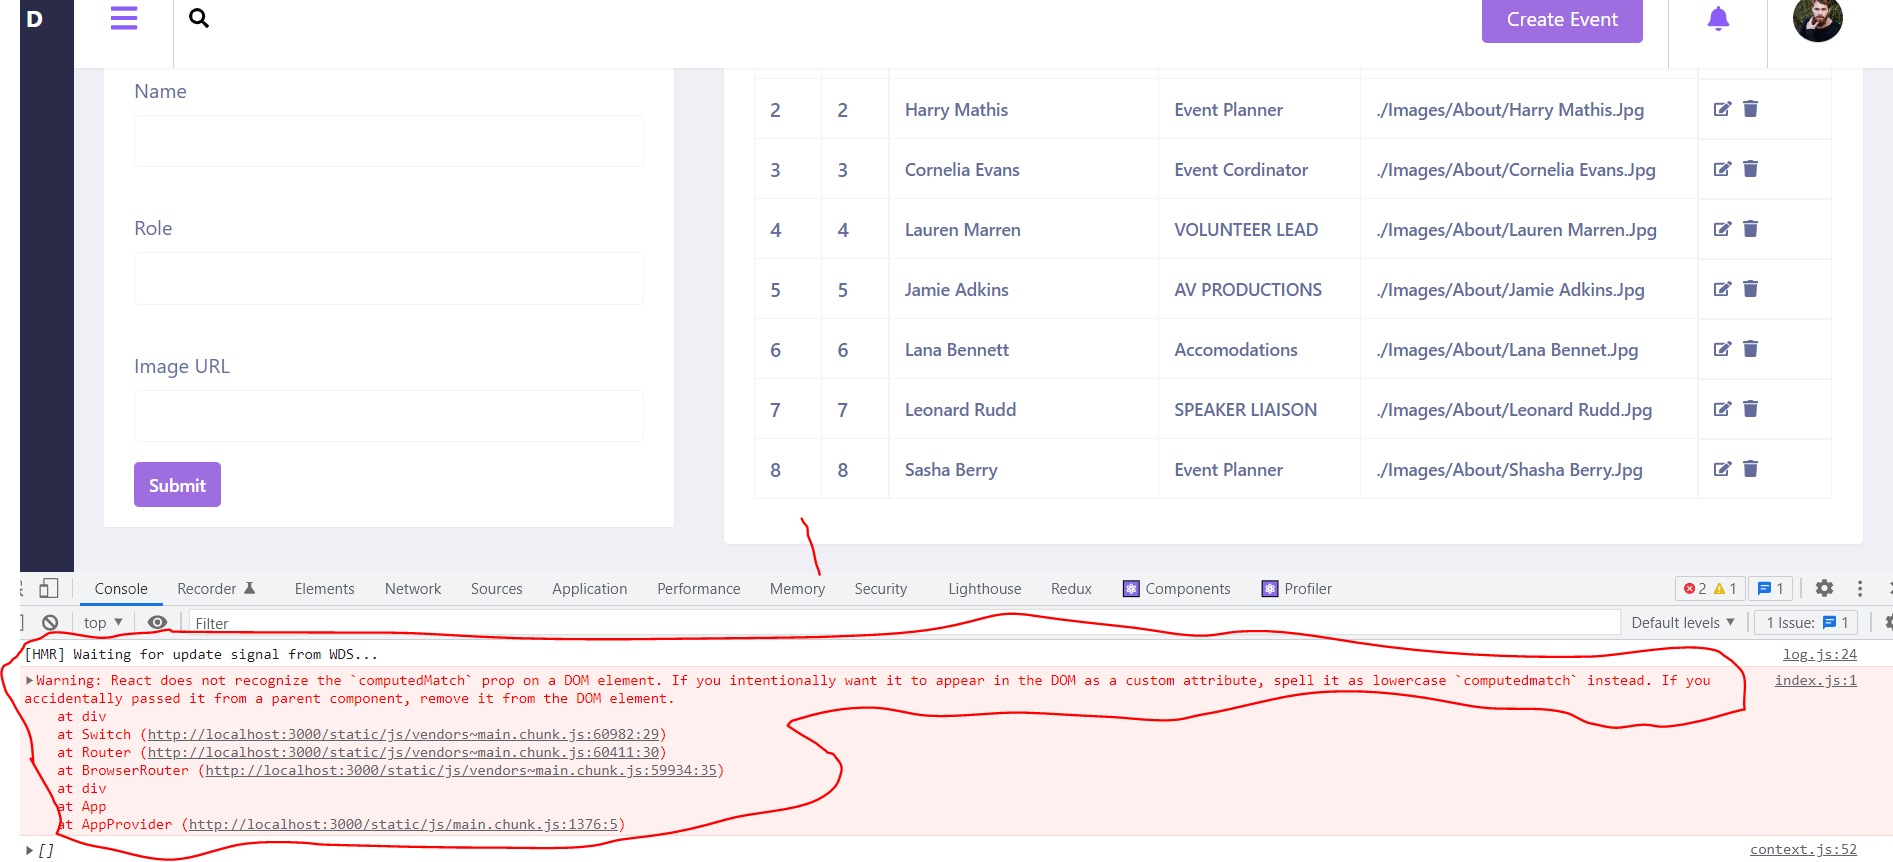 D
Create Event
Name
Role
Image URL
Submit
2 2 Harry Mathis Event Planner ./Images/About/Harry Mathis.Jpg
3 3 Cornelia Evans Event Cordinator ./Images/About/Cornelia Evans.Jpg
4 4 Lauren Marren VOLUNTEER LEAD ./Images/About/Lauren Marren.Jpg
5 5 Jamie Adkins AV PRODUCTIONS ./Images/About/Jamie Adkins.Jpg
6 6 Lana Bennett Accomodations ./Images/About/Lana Bennet.Jpg
7 7 Leonard Rudd SPEAKER LIAISON ./Images/About/Leonard Rudd.Jpg
8 8 Sasha Berry Event Planner ./Images/About/Shasha Berry.Jpg
Console Recorder Elements Network Sources Application Performance Memory Security Lighthouse Redux Components Profiler 2 1 1
top Filter Default levels 1 Issue: 1
[HMR] Waiting for update signal from WDS... log.js:24
Warning: React does not recognize the `computedMatch` prop on a DOM element. If you intentionally want it to appear in the DOM as a custom attribute, spell it as lowercase `computedmatch` instead. If you index.js:1
accidentally passed it from a parent component, remove it from the DOM element.
at div
at Switch (http://localhost:3000/static/js/vendors~main.chunk.js:60982:29)
at Router (http://localhost:3000/static/js/vendors~main.chunk.js:60411:30)
at BrowserRouter (http://localhost:3000/static/js/vendors~main.chunk.js:59934:35)
at div
at App
at AppProvider (http://localhost:3000/static/js/main.chunk.js:1376:5)
[] context.js:52